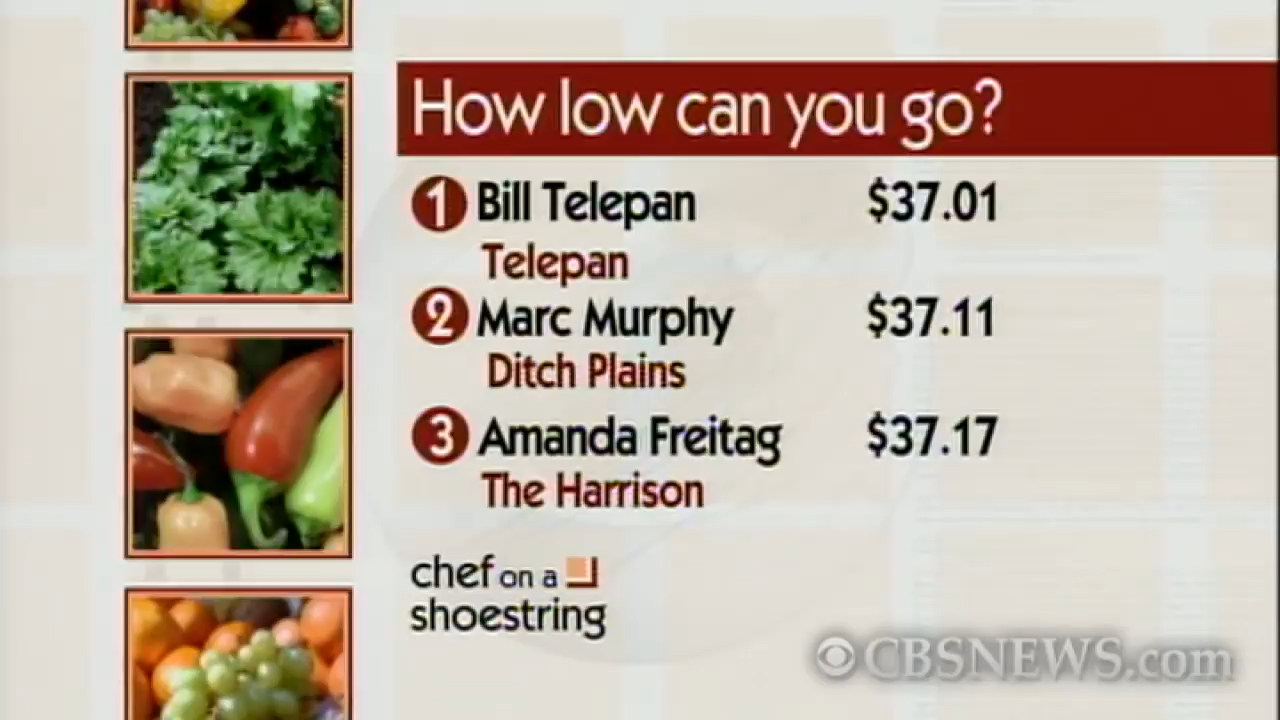 How low can you go?
1 Bill Telepan $37.01
Telepan
2 Marc Murphy $37.11
Ditch Plains
3 Amanda Freitag $37.17
The Harrison
chef on a
shoestring
CBSNEWS.com